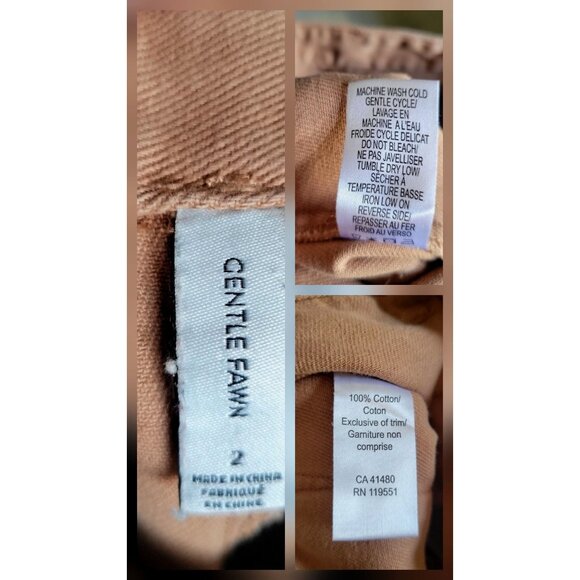 GENTLE FAWN
2
MADE IN CHINA
FABRIQUÉ
EN CHINE
MACHINE WASH COLD
GENTLE CYCLE/
LAVAGE EN
MACHINE A L'EAU
FROIDE CYCLE DELICAT
DO NOT BLEACH/
NE PAS JAVELLISER
TUMBLE DRY LOW/
SÉCHER À
TEMPERATURE BASSE
IRON LOW ON
REVERSE SIDE/
REPASSER AU FER
FROID AU VERSO
100% Cotton/
Coton
Exclusive of trim/
Garniture non
comprise
CA 41480
RN 119551